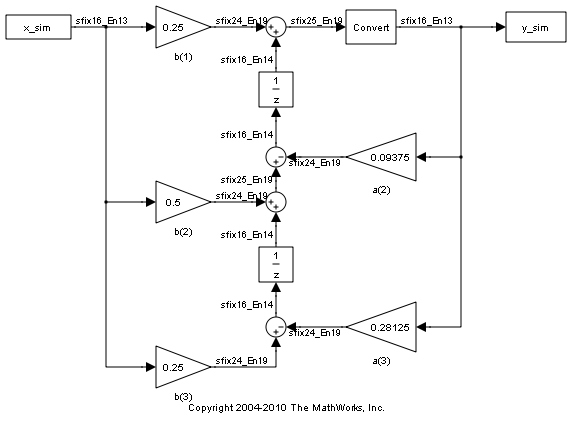 x_sim
sfix16_En13
0.25
b(1)
sfix24_En19
sfix25_En19
Convert
sfix16_En13
y_sim
sfix16_En14
1
z
sfix16_En14
sfix24_En19
0.09375
a(2)
sfix25_En19
0.5
b(2)
sfix24_En19
sfix16_En14
1
z
sfix16_En14
sfix24_En19
0.28125
a(3)
0.25
b(3)
sfix24_En19
Copyright 2004-2010 The MathWorks, Inc.